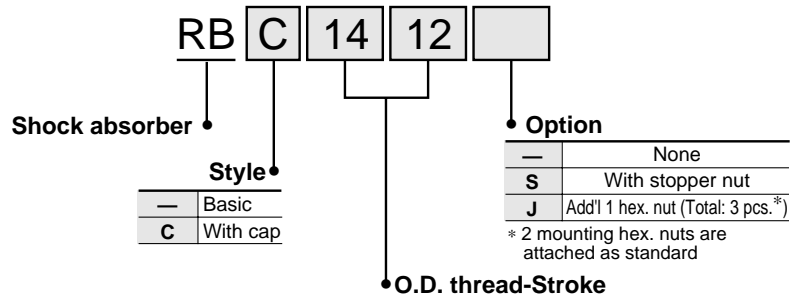 RB C 14 12
Shock absorber
Option
— None
S With stopper nut
J Add'l 1 hex. nut (Total: 3 pcs.*)
* 2 mounting hex. nuts are
attached as standard
Style
— Basic
C With cap
O.D. thread-Stroke